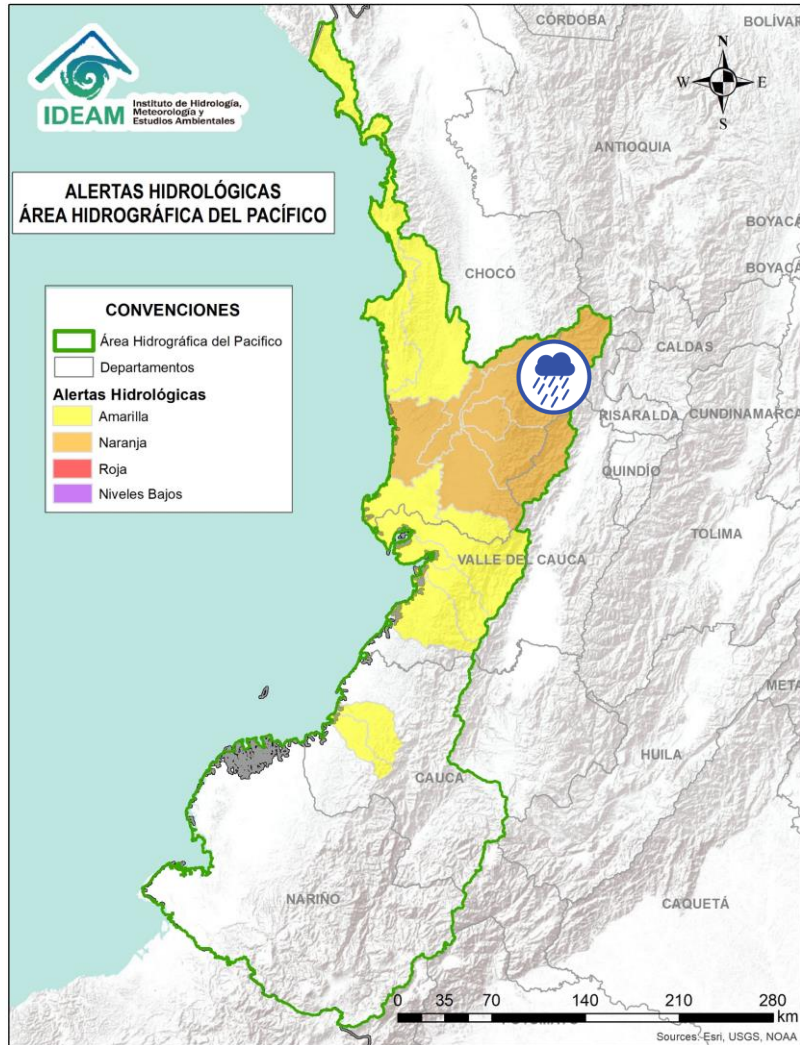 IDEAM
Instituto de Hidrología,
Meteorología y
Estudios Ambientales
ALERTAS HIDROLÓGICAS
ÁREA HIDROGRÁFICA DEL PACÍFICO
CONVENCIONES
Área Hidrográfica del Pacifico
Departamentos
Alertas Hidrológicas
Amarilla
Naranja
Roja
Niveles Bajos
N
W
E
S
CÓRDOBA
BOLÍVAR
ANTIOQUIA
BOYACÁ
BOYACÁ
CHOCÓ
CALDAS
RISARALDA
CUNDINAMARCA
QUINDÍO
TOLIMA
VALLE DEL CAUCA
META
HUILA
CAUCA
NARIÑO
CAQUETÁ
0 35 70 140 210 280
km
Sources: Esri, USGS, NOAA